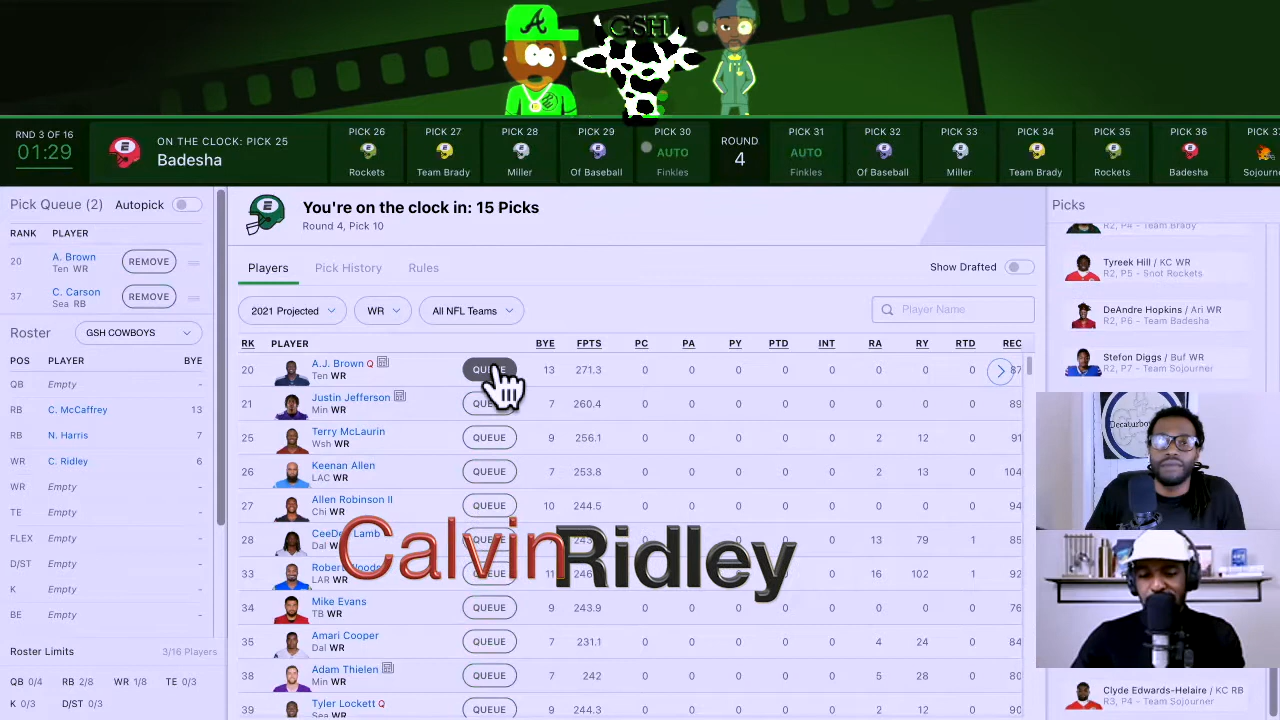 GSH
RND 3 OF 16
01:29
ON THE CLOCK: PICK 25
Badesha
PICK 26
Rockets
PICK 27
Team Brady
PICK 28
Miller
PICK 29
Of Baseball
PICK 30
AUTO
Finkles
ROUND
4
PICK 31
AUTO
Finkles
PICK 32
Of Baseball
PICK 33
Miller
PICK 34
Team Brady
PICK 35
Rockets
PICK 36
Badesha
Pick Queue (2) Autopick
RANK PLAYER
20 A. Brown REMOVE
Ten WR
37 C. Carson REMOVE
Sea RB
Roster GSH COWBOYS
POS PLAYER BYE
QB Empty -
RB C. McCaffrey 13
RB N. Harris 7
WR C. Ridley 6
WR Empty -
TE Empty -
FLEX Empty -
D/ST Empty -
K Empty -
BE Empty -
Roster Limits 3/16 Players
QB 0/4 RB 2/8 WR 1/8 TE 0/3
K 0/3 D/ST 0/3
You're on the clock in: 15 Picks
Round 4, Pick 10
Players Pick History Rules
Show Drafted
2021 Projected WR All NFL Teams Player Name
RK PLAYER BYE FPTS PC PA PY PTD INT RA RY RTD REC
20 A.J. Brown Q 13 271.3 0 0 0 0 0 0 0 0 87
Ten WR
21 Justin Jefferson 7 260.4 0 0 0 0 0 0 0 0 89
Min WR
25 Terry McLaurin QUEUE 9 256.1 0 0 0 0 0 2 12 0 91
Wsh WR
26 Keenan Allen QUEUE 7 253.8 0 0 0 0 0 2 13 0 104
LAC WR
27 Allen Robinson II QUEUE 10 244.5 0 0 0 0 0 0 0 0
Chi WR
28 Lamb 13 79 1 85
Dal WR
33 16 102 1 92
LAR WR
34 Mike Evans QUEUE 9 243.9 0 0 0 0 0 0 0 0 76
TB WR
35 Amari Cooper QUEUE 7 231.1 0 0 0 0 0 4 24 0 84
Dal WR
38 Adam Thielen QUEUE 7 242 0 0 0 0 0 5 28 0 80
Min WR
39 Tyler Lockett Q QUEUE 9 244.3 0 0 0 0 0 2 12 0 90
Sea WR
CalvinRidley
Picks
R2, P4 - Team Brady
Tyreek Hill / KC WR
R2, P5 - Snot Rockets
DeAndre Hopkins / Ari WR
R2, P6 - Team Badesha
Stefon Diggs / Buf WR
R2, P7 - Team Sojourner
Clyde Edwards-Helaire / KC RB
R3, P4 - Team Sojourner